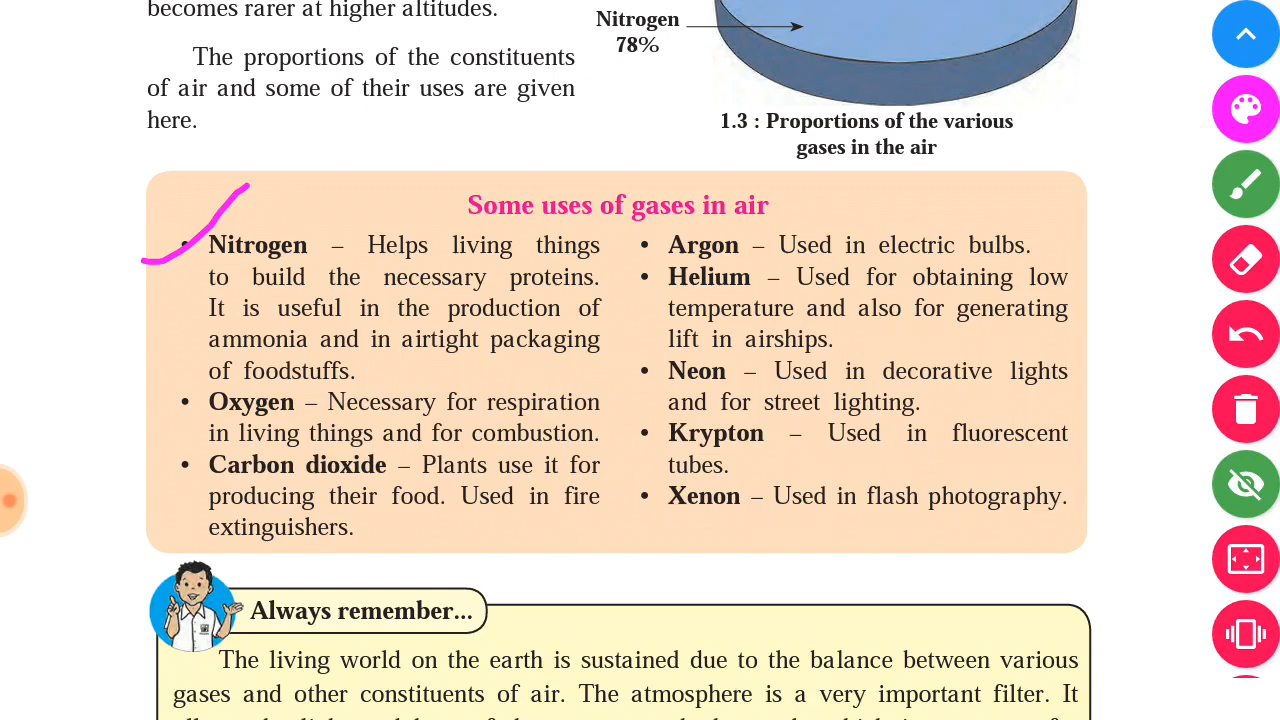 becomes rarer at higher altitudes.
The proportions of the constituents
of air and some of their uses are given
here.
Nitrogen
78%
1.3 : Proportions of the various
gases in the air
Some uses of gases in air
• Nitrogen – Helps living things
to build the necessary proteins.
It is useful in the production of
ammonia and in airtight packaging
of foodstuffs.
• Oxygen – Necessary for respiration
in living things and for combustion.
• Carbon dioxide – Plants use it for
producing their food. Used in fire
extinguishers.
• Argon – Used in electric bulbs.
• Helium – Used for obtaining low
temperature and also for generating
lift in airships.
• Neon – Used in decorative lights
and for street lighting.
• Krypton – Used in fluorescent
tubes.
• Xenon – Used in flash photography.
Always remember...
The living world on the earth is sustained due to the balance between various
gases and other constituents of air. The atmosphere is a very important filter. It